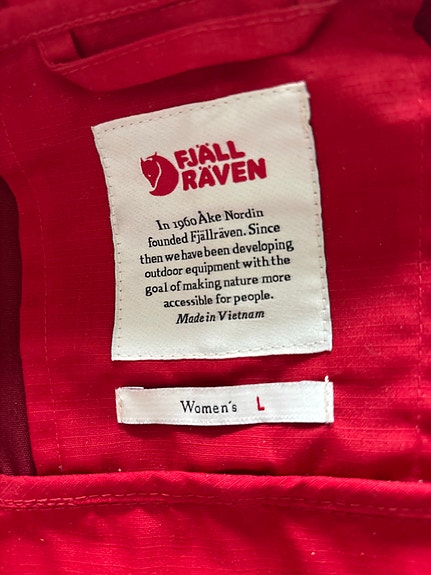 FJÄLL
RÄVEN
In 1960 Åke Nordin
founded Fjällräven. Since
then we have been developing
outdoor equipment with the
goal of making nature more
accessible for people.
Made in Vietnam
Women's L